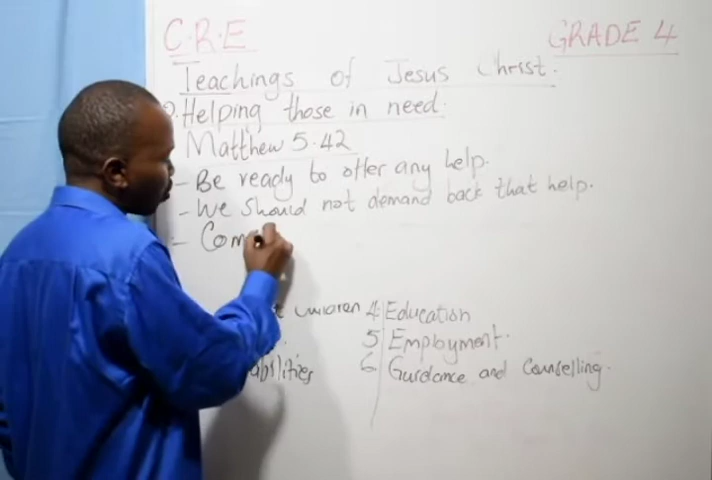 C.R.E
GRADE 4
Teachings of Jesus Christ.
Helping those in need.
Matthew 5.42
- Be ready to offer any help.
- We should not demand back that help.
- Com
4. Education
5 Employment.
6. Guidance and Counselling.